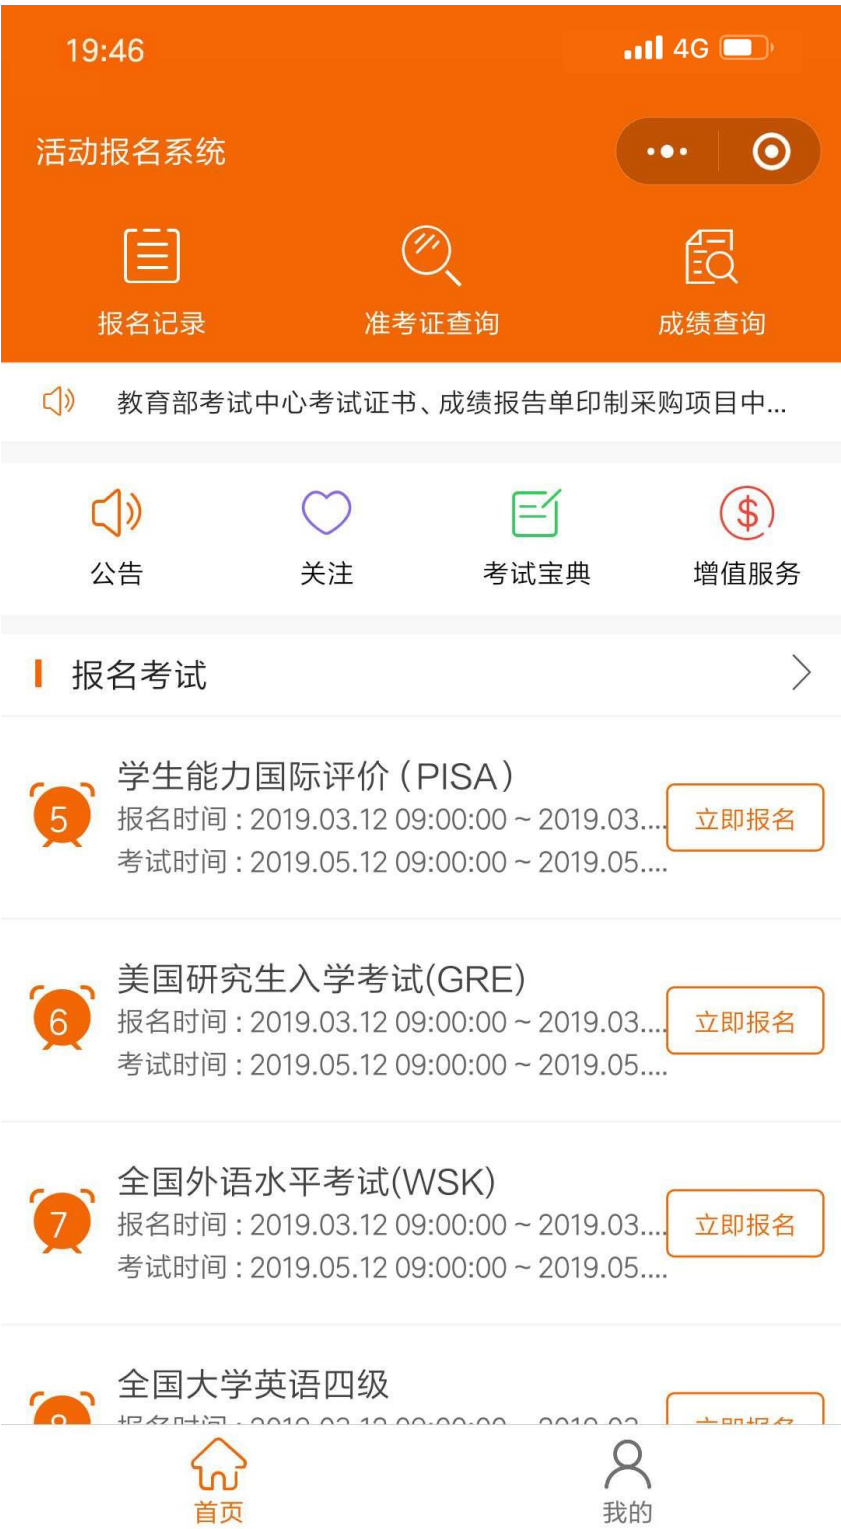 19:46
4G
活动报名系统
报名记录
准考证查询
成绩查询
教育部考试中心考试证书、成绩报告单印制采购项目中...
公告
关注
考试宝典
增值服务
报名考试
学生能力国际评价（PISA）
5
报名时间：2019.03.12 09:00:00 ~ 2019.03....
立即报名
考试时间：2019.05.12 09:00:00 ~ 2019.05....
美国研究生入学考试(GRE)
6
报名时间：2019.03.12 09:00:00 ~ 2019.03....
立即报名
考试时间：2019.05.12 09:00:00 ~ 2019.05....
全国外语水平考试(WSK)
7
报名时间：2019.03.12 09:00:00 ~ 2019.03....
立即报名
考试时间：2019.05.12 09:00:00 ~ 2019.05....
全国大学英语四级
首页
我的